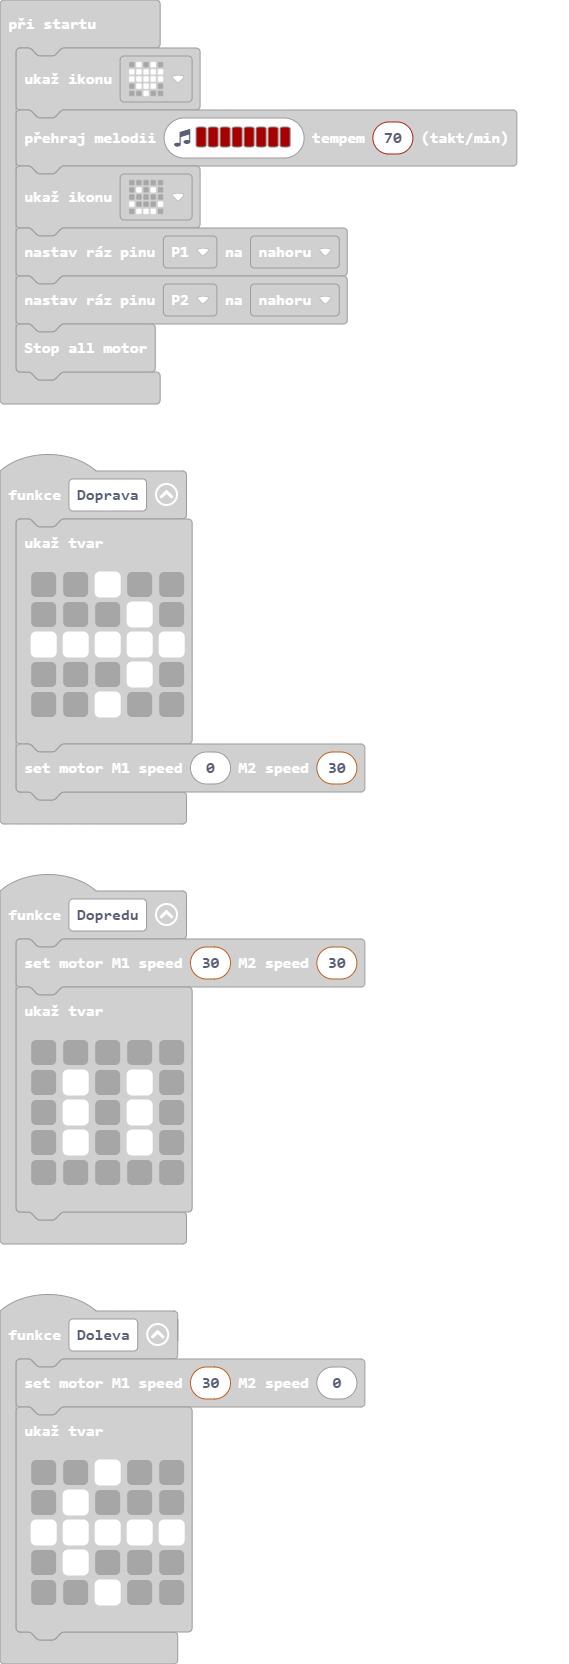 při startu
ukaž ikonu
přehraj melodii tempem 70 (takt/min)
ukaž ikonu
nastav ráz pinu P1 na nahoru
nastav ráz pinu P2 na nahoru
Stop all motor
funkce Doprava
ukaž tvar
set motor M1 speed 0 M2 speed 30
funkce Dopredu
set motor M1 speed 30 M2 speed 30
ukaž tvar
funkce Doleva
set motor M1 speed 30 M2 speed 0
ukaž tvar